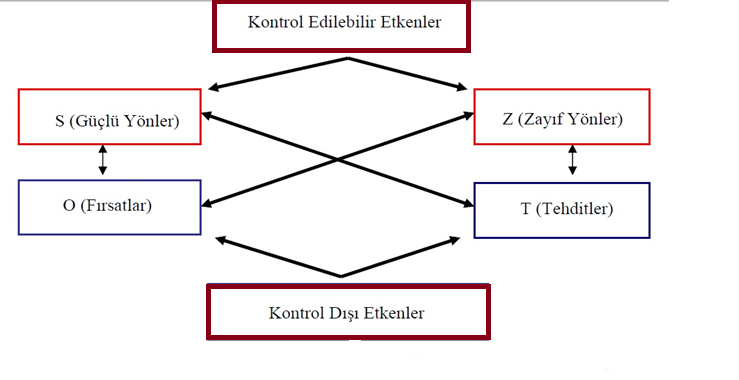 Kontrol Edilebilir Etkenler
S (Güçlü Yönler)
Z (Zayıf Yönler)
O (Fırsatlar)
T (Tehditler)
Kontrol Dışı Etkenler